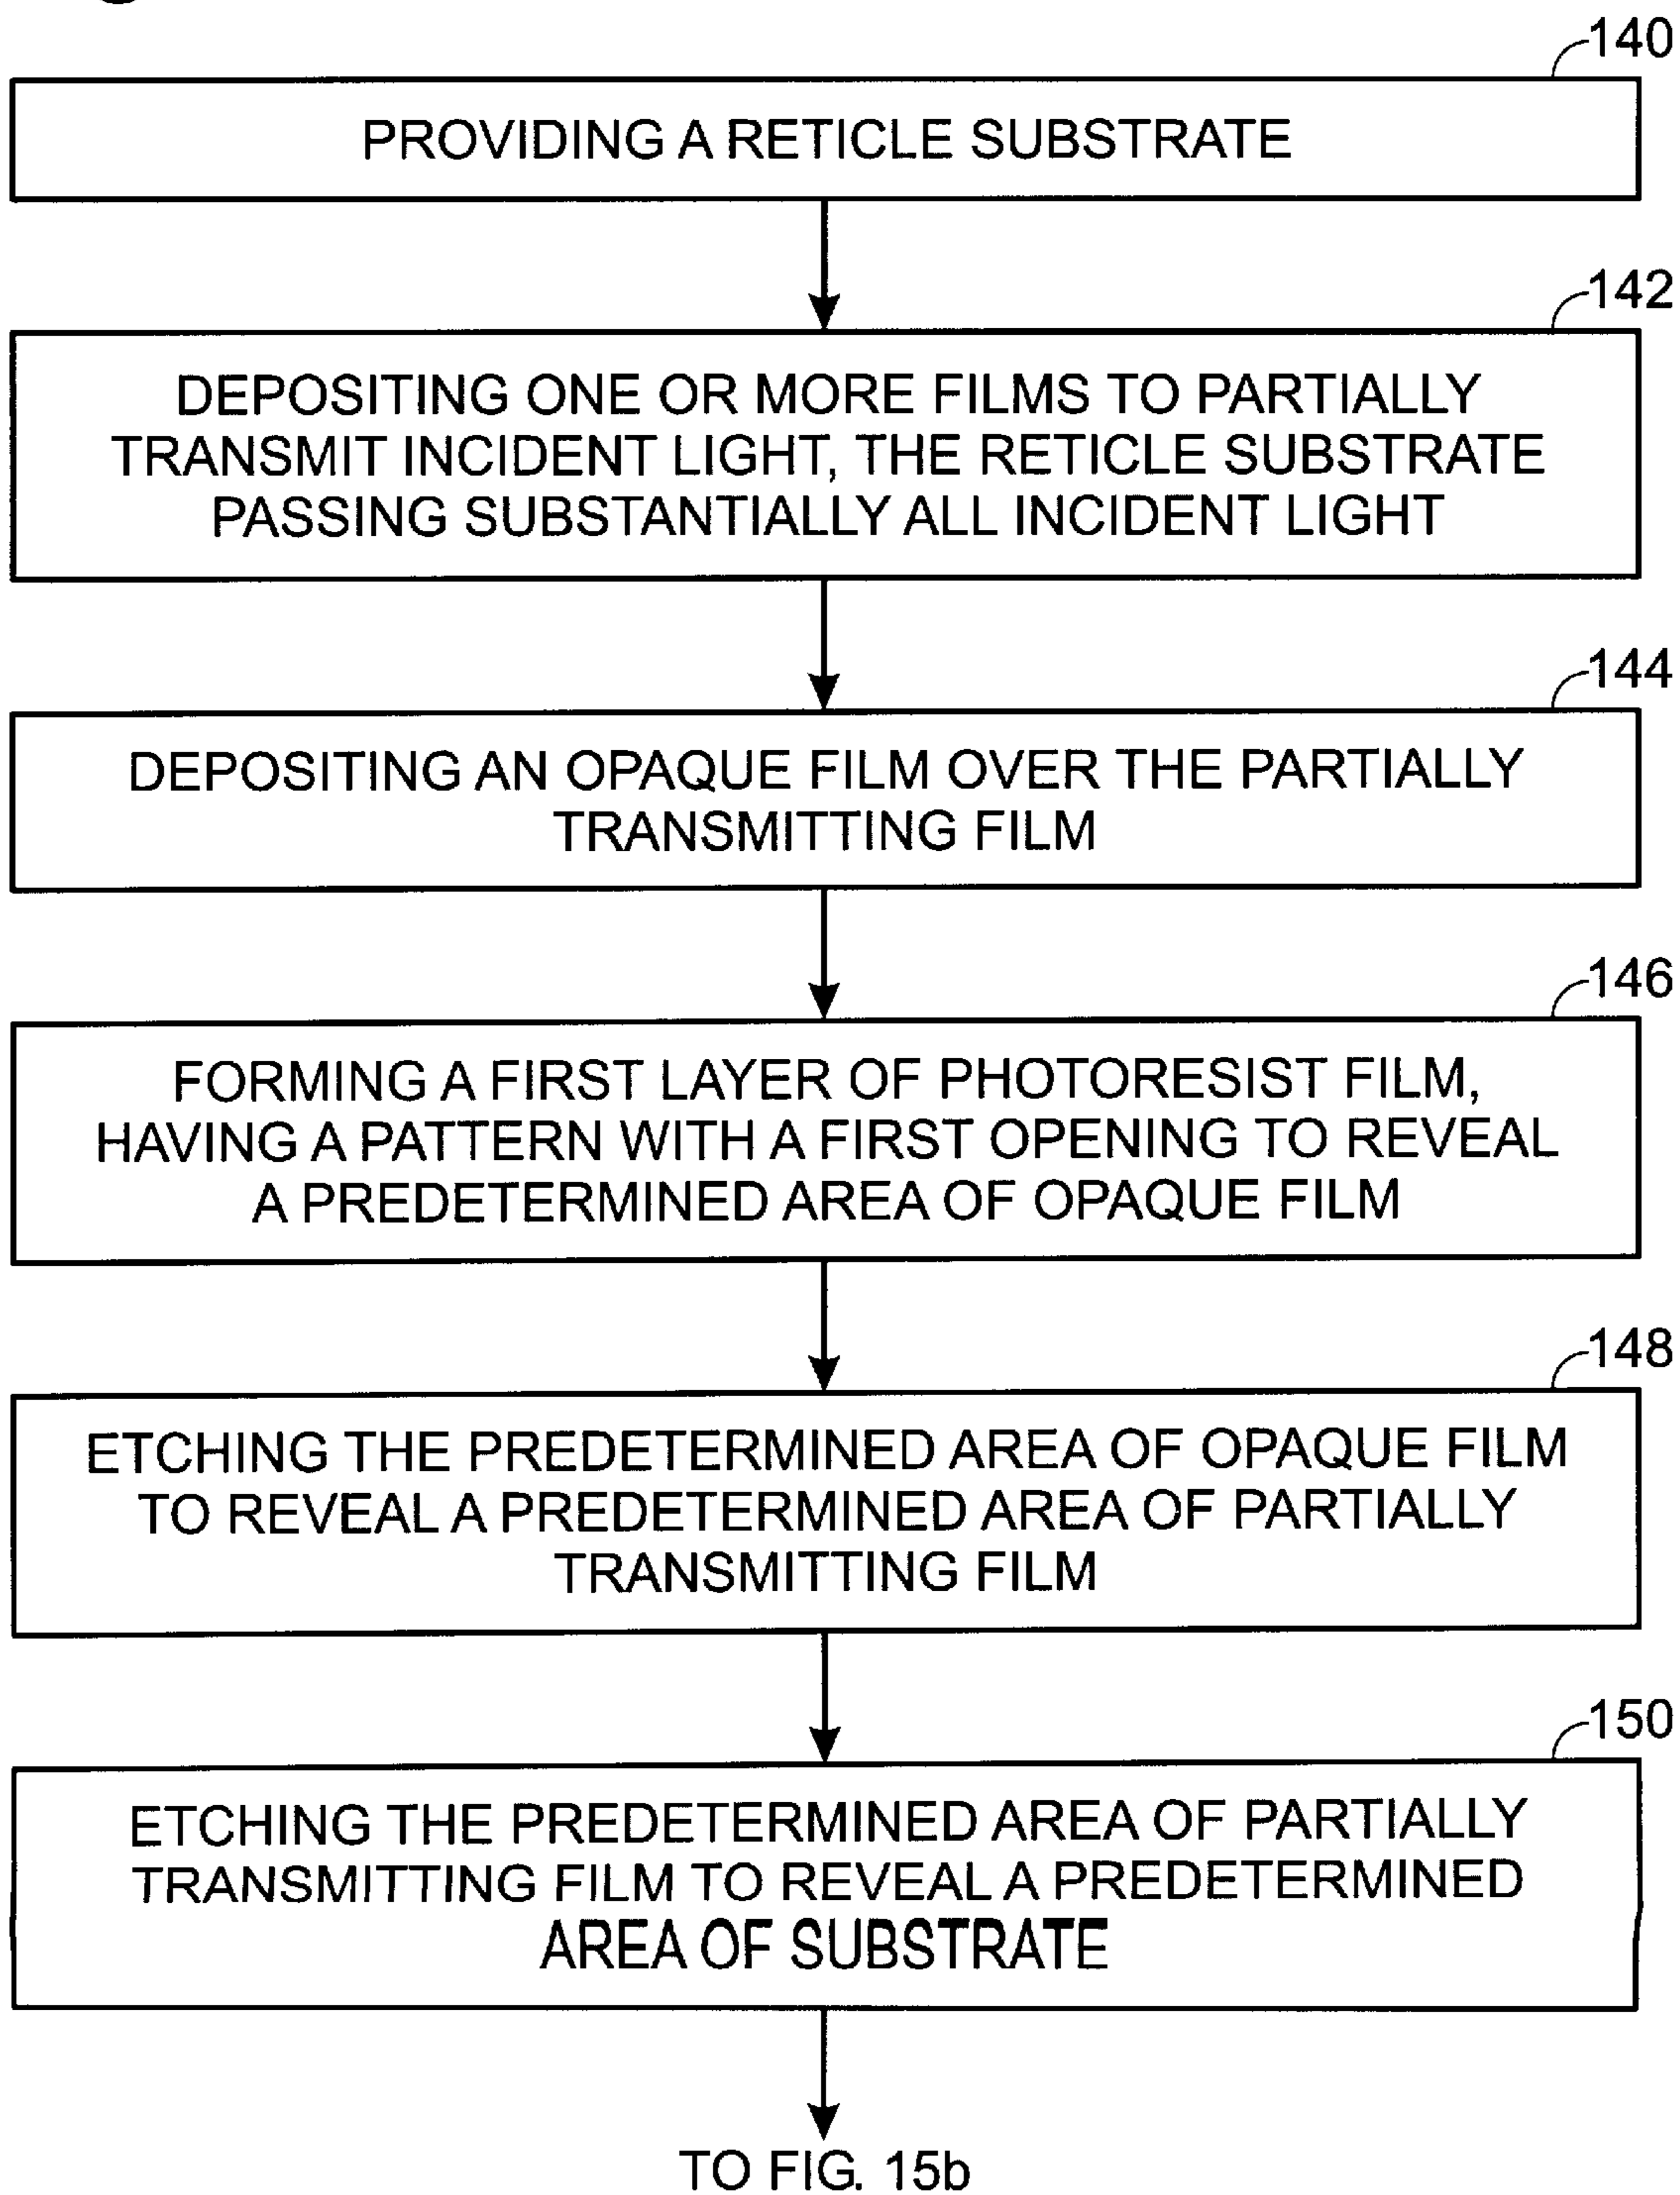 140
PROVIDING A RETICLE SUBSTRATE
142
DEPOSITING ONE OR MORE FILMS TO PARTIALLY
TRANSMIT INCIDENT LIGHT, THE RETICLE SUBSTRATE
PASSING SUBSTANTIALLY ALL INCIDENT LIGHT
144
DEPOSITING AN OPAQUE FILM OVER THE PARTIALLY
TRANSMITTING FILM
146
FORMING A FIRST LAYER OF PHOTORESIST FILM,
HAVING A PATTERN WITH A FIRST OPENING TO REVEAL
A PREDETERMINED AREA OF OPAQUE FILM
148
ETCHING THE PREDETERMINED AREA OF OPAQUE FILM
TO REVEAL A PREDETERMINED AREA OF PARTIALLY
TRANSMITTING FILM
150
ETCHING THE PREDETERMINED AREA OF PARTIALLY
TRANSMITTING FILM TO REVEAL A PREDETERMINED
AREA OF SUBSTRATE
TO FIG. 15b